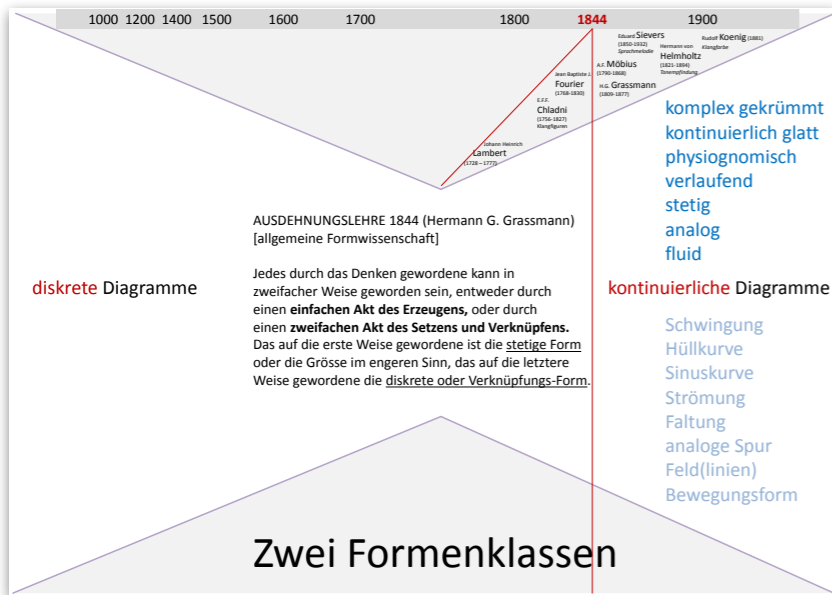 1000 1200 1400 1500 1600 1700 1800 1844 1900
Eduard Sievers
(1850-1932)
Sprachmelodie
Rudolf Koenig (1881)
Klangfarbe
Hermann von
Helmholtz
(1821-1894)
Tonempfindung
A.F. Möbius
(1790-1868)
H.G. Grassmann
(1809-1877)
Jean Baptiste J.
Fourier
(1768-1830)
E.F.F.
Chladni
(1756-1827)
Klangfiguren
Johann Heinrich
Lambert
(1728 – 1777)
komplex gekrümmt
kontinuierlich glatt
physiognomisch
verlaufend
stetig
analog
fluid
AUSDEHNUNGSLEHRE 1844 (Hermann G. Grassmann)
[allgemeine Formwissenschaft]
Jedes durch das Denken gewordene kann in
zweifacher Weise geworden sein, entweder durch
einen einfachen Akt des Erzeugens, oder durch
einen zweifachen Akt des Setzens und Verknüpfens.
Das auf die erste Weise gewordene ist die stetige Form
oder die Grösse im engeren Sinn, das auf die letztere
Weise gewordene die diskrete oder Verknüpfungs-Form.
diskrete Diagramme
kontinuierliche Diagramme
Schwingung
Hüllkurve
Sinuskurve
Strömung
Faltung
analoge Spur
Feld(linien)
Bewegungsform
Zwei Formenklassen